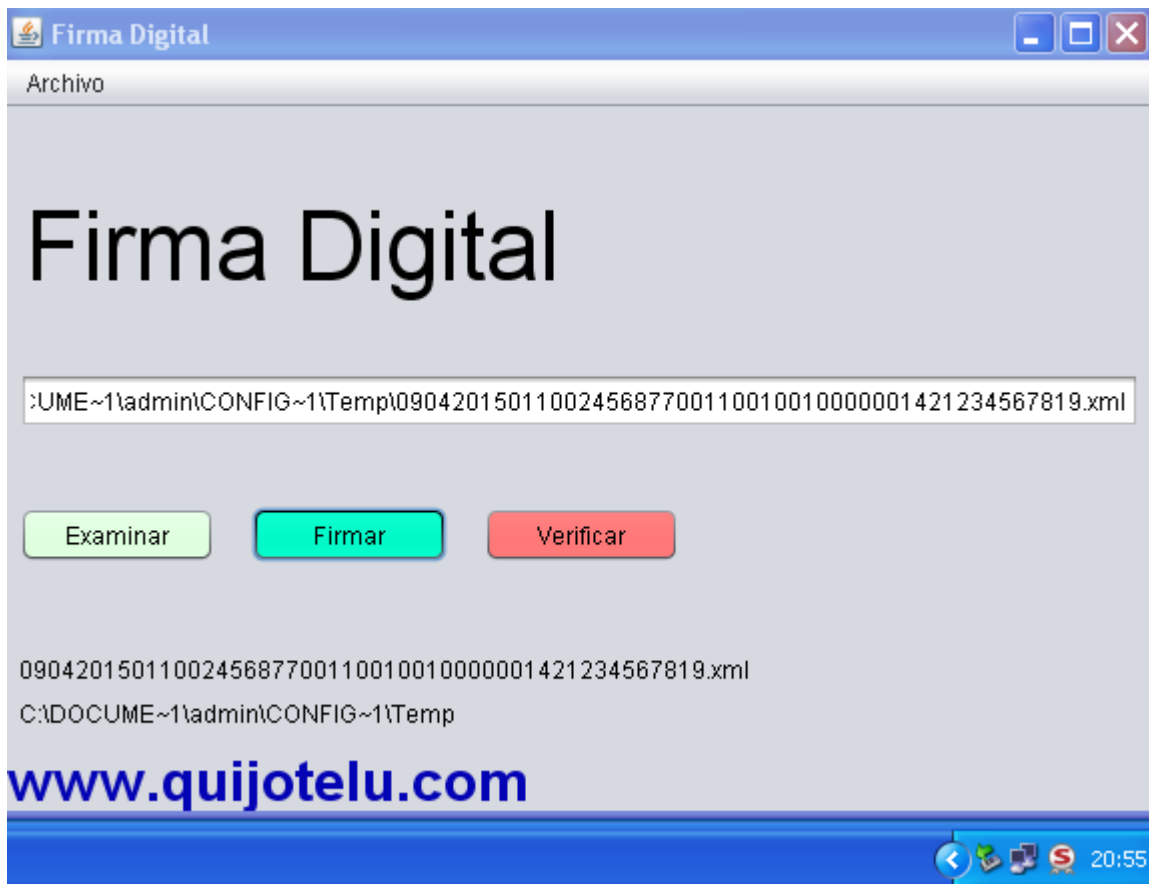 Firma Digital
Archivo
Firma Digital
CUME~1\admin\CONFIG~1\Temp\0904201501100245687700110010010000001421234567819.xml
Examinar Firmar Verificar
0904201501100245687700110010010000001421234567819.xml
C:\DOCUME~1\admin\CONFIG~1\Temp
www.quijotelu.com
20:55